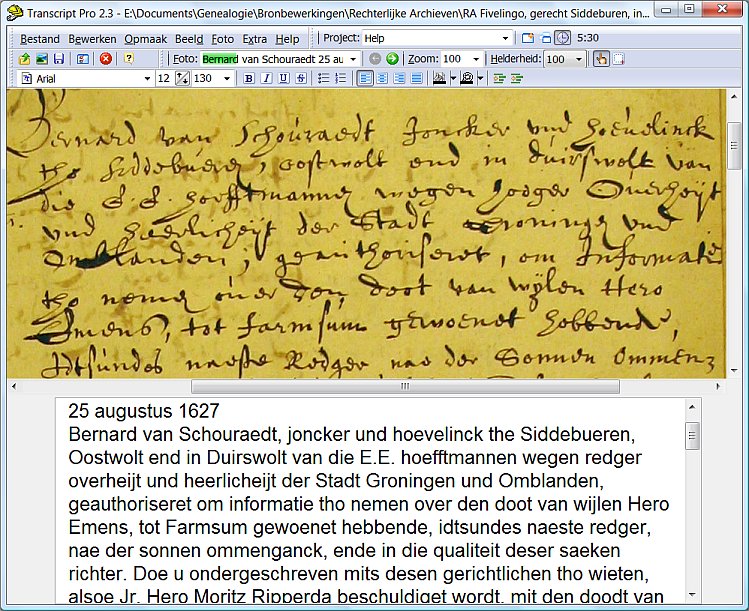 Transcript Pro 2.3 - E:\Documents\Genealogie\Bronbewerkingen\Rechterlijke Archieven\RA Fivelingo, gerecht Siddeburen, in...
Bestand Bewerken Opmaak Beeld Foto Extra Help Project: Help 5:30
Foto: Bernard van Schouraedt 25 au Zoom: 100 Helderheid: 100
Arial 12 130 B I U S
Bernard van Schouraedt Joncker und hoevelinck
tho Siddebueren, oostwolt end in duirswolt van
die E.E. hoefftmannen wegen hoeger Overheijt
und heerlicheijt der Stadt Groningen und
Omblanden, geauthoriseret, om Informatie
tho nemen over den doot van wijlen Hero
Emens, tot farmsum gewoenet hebbende,
idtsundes naeste Redger nae der Sonnen
25 augustus 1627
Bernard van Schouraedt, joncker und hoevelinck the Siddebueren,
Oostwolt end in Duirswolt van die E.E. hoefftmannen wegen redger
overheijt und heerlicheijt der Stadt Groningen und Omblanden,
geauthoriseret om informatie tho nemen over den doot van wijlen Hero
Emens, tot Farmsum gewoenet hebbende, idtsundes naeste redger,
nae der sonnen ommenganck, ende in die qualiteit deser saeken
richter. Doe u ondergeschreven mits desen gerichtlichen tho wieten,
alsoe Jr. Hero Moritz Ripperda beschuldiget wordt, mit den doodt van